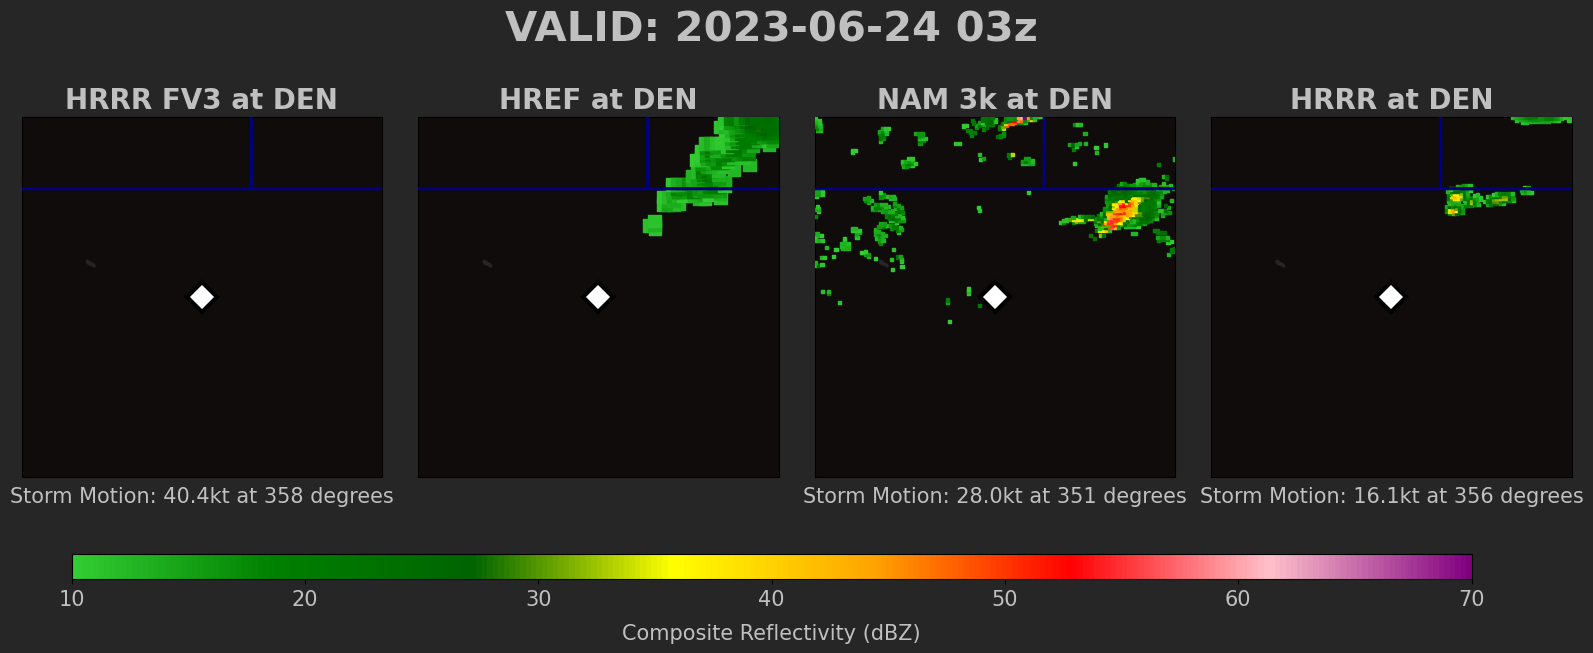 VALID: 2023-06-24 03z
HRRR FV3 at DEN
HREF at DEN
NAM 3k at DEN
HRRR at DEN
Storm Motion: 40.4kt at 358 degrees
Storm Motion: 28.0kt at 351 degrees
Storm Motion: 16.1kt at 356 degrees
10 20 30 40 50 60 70
Composite Reflectivity (dBZ)